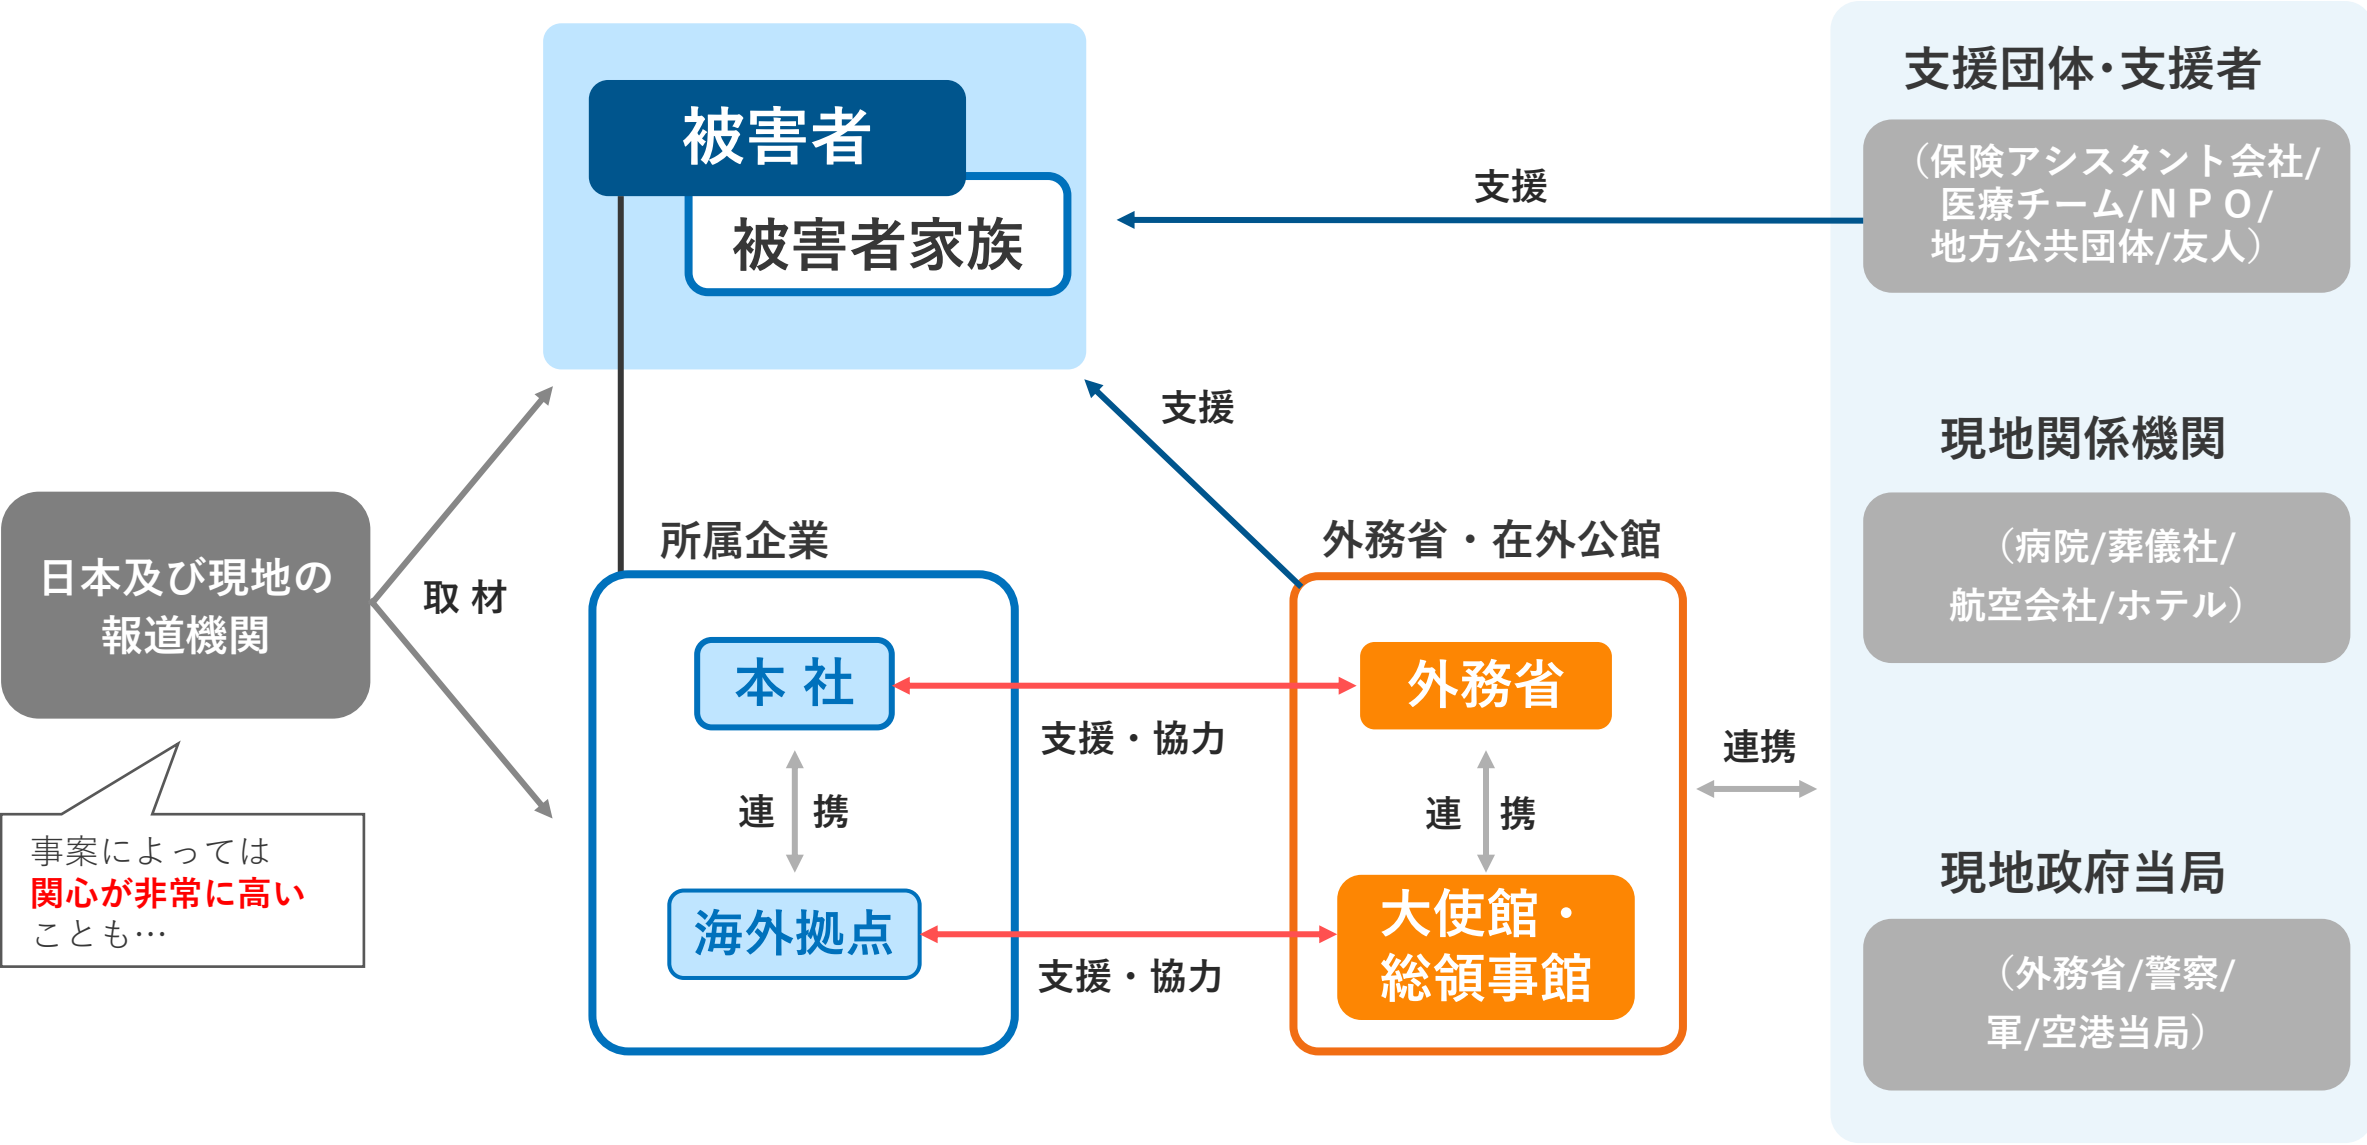 被害者
被害者家族
支援
支援団体・支援者
（保険アシスタント会社/
医療チーム/ＮＰＯ/
地方公共団体/友人）
支援
現地関係機関
（病院/葬儀社/
航空会社/ホテル）
日本及び現地の
報道機関
取 材
事案によっては
関心が非常に高い
ことも…
所属企業
本 社
連 携
海外拠点
支援・協力
支援・協力
外務省・在外公館
外務省
連 携
大使館・
総領事館
連携
現地政府当局
（外務省/警察/
軍/空港当局）